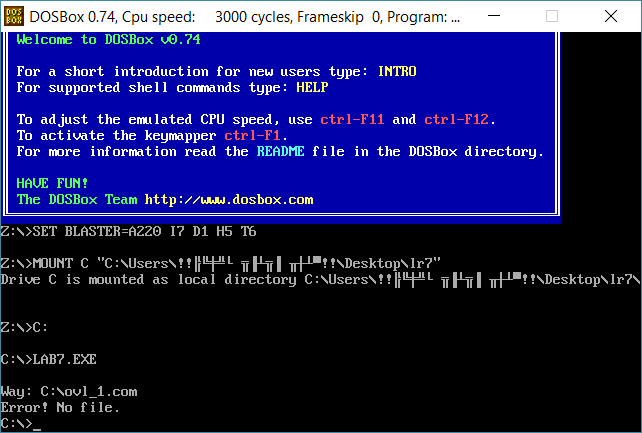 DOSBox 0.74, Cpu speed: 3000 cycles, Frameskip 0, Program: ...
Welcome to DOSBox v0.74
For a short introduction for new users type: INTRO
For supported shell commands type: HELP
To adjust the emulated CPU speed, use ctrl-F11 and ctrl-F12.
To activate the keymapper ctrl-F1.
For more information read the README file in the DOSBox directory.
HAVE FUN!
The DOSBox Team http://www.dosbox.com
Z:\>SET BLASTER=A220 I7 D1 H5 T6
Z:\>MOUNT C "C:\Users\!! !!\Desktop\lr7"
Drive C is mounted as local directory C:\Users\!! !!\Desktop\lr7\
Z:\>C:
C:\>LAB7.EXE
Way: C:\ovl_1.com
Error! No file.
C:\>_